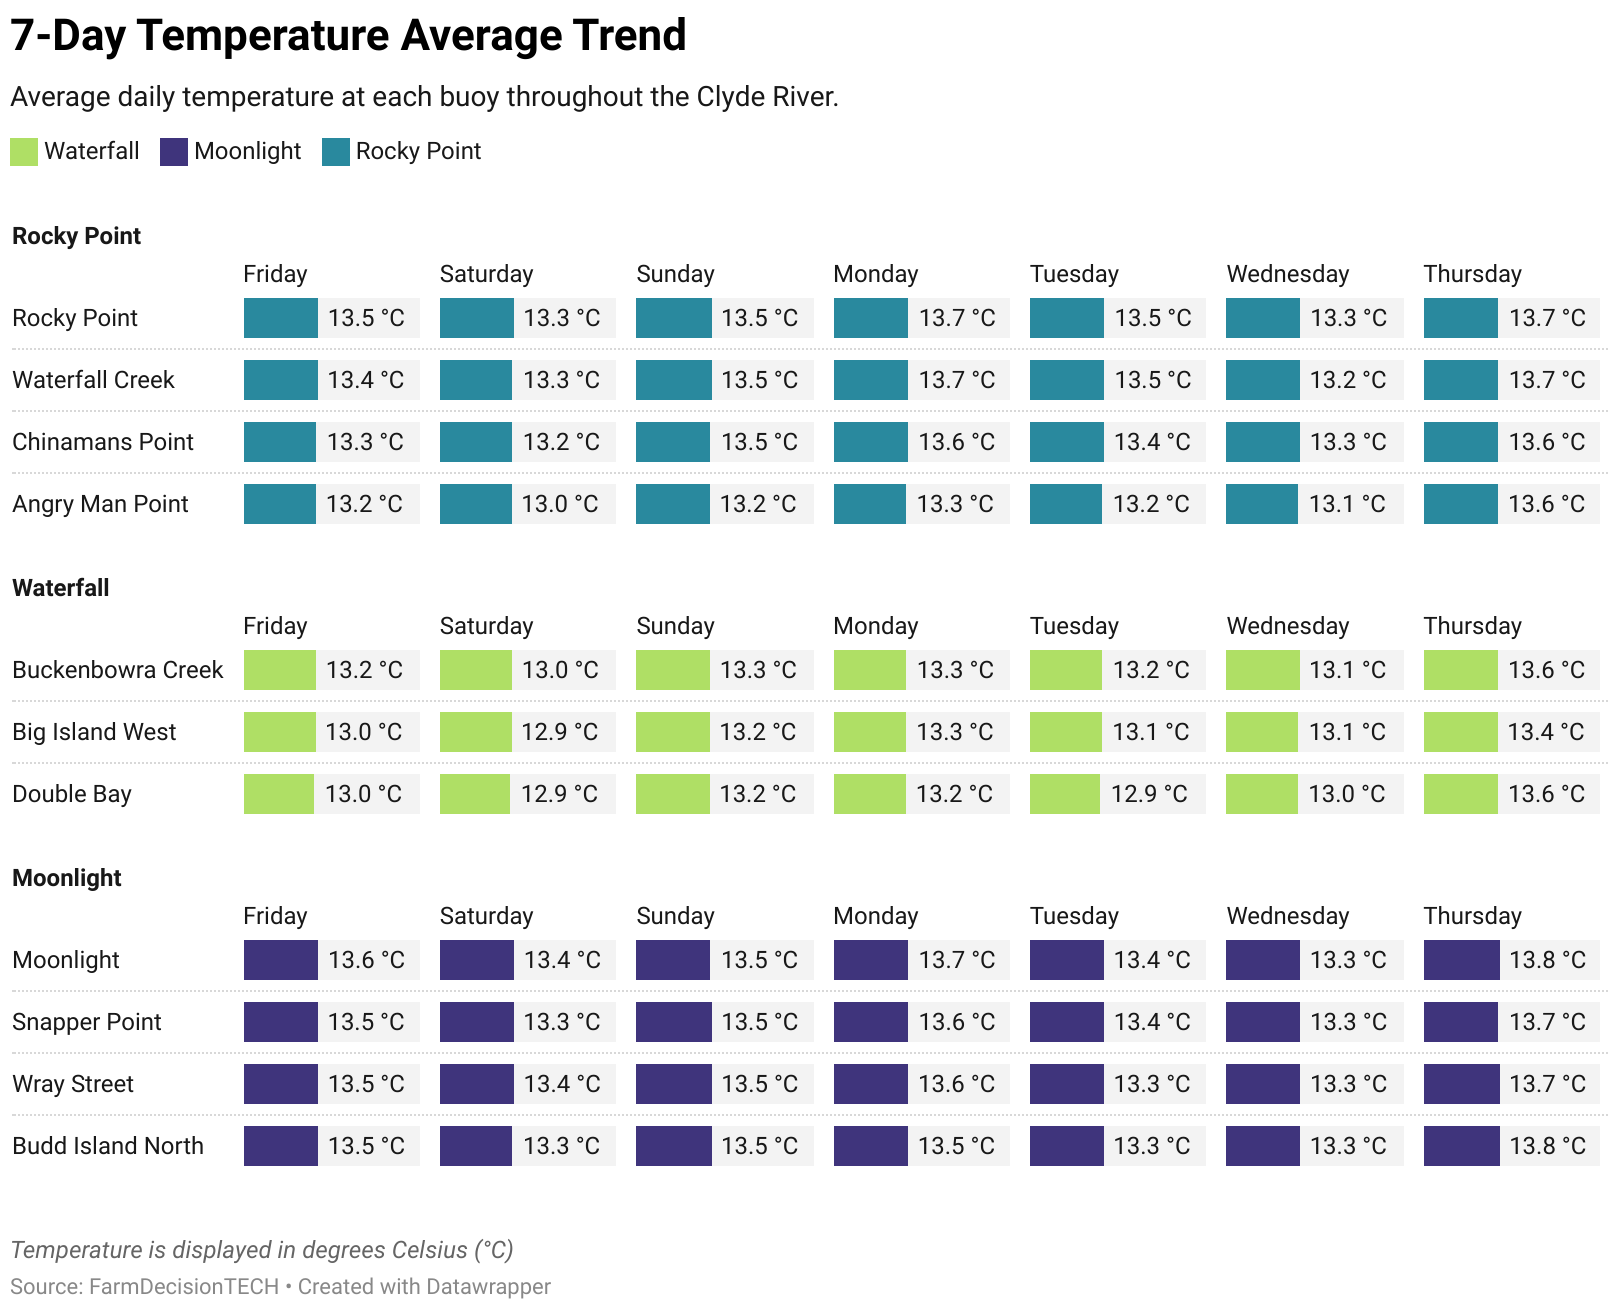 7-Day Temperature Average Trend
Average daily temperature at each buoy throughout the Clyde River.
Waterfall Moonlight Rocky Point
Rocky Point
Friday Saturday Sunday Monday Tuesday Wednesday Thursday
Rocky Point 13.5 °C 13.3 °C 13.5 °C 13.7 °C 13.5 °C 13.3 °C 13.7 °C
Waterfall Creek 13.4 °C 13.3 °C 13.5 °C 13.7 °C 13.5 °C 13.2 °C 13.7 °C
Chinamans Point 13.3 °C 13.2 °C 13.5 °C 13.6 °C 13.4 °C 13.3 °C 13.6 °C
Angry Man Point 13.2 °C 13.0 °C 13.2 °C 13.3 °C 13.2 °C 13.1 °C 13.6 °C
Waterfall
Friday Saturday Sunday Monday Tuesday Wednesday Thursday
Buckenbowra Creek 13.2 °C 13.0 °C 13.3 °C 13.3 °C 13.2 °C 13.1 °C 13.6 °C
Big Island West 13.0 °C 12.9 °C 13.2 °C 13.3 °C 13.1 °C 13.1 °C 13.4 °C
Double Bay 13.0 °C 12.9 °C 13.2 °C 13.2 °C 12.9 °C 13.0 °C 13.6 °C
Moonlight
Friday Saturday Sunday Monday Tuesday Wednesday Thursday
Moonlight 13.6 °C 13.4 °C 13.5 °C 13.7 °C 13.4 °C 13.3 °C 13.8 °C
Snapper Point 13.5 °C 13.3 °C 13.5 °C 13.6 °C 13.4 °C 13.3 °C 13.7 °C
Wray Street 13.5 °C 13.4 °C 13.5 °C 13.6 °C 13.3 °C 13.3 °C 13.7 °C
Budd Island North 13.5 °C 13.3 °C 13.5 °C 13.5 °C 13.3 °C 13.3 °C 13.8 °C
Temperature is displayed in degrees Celsius (°C)
Source: FarmDecisionTECH • Created with Datawrapper